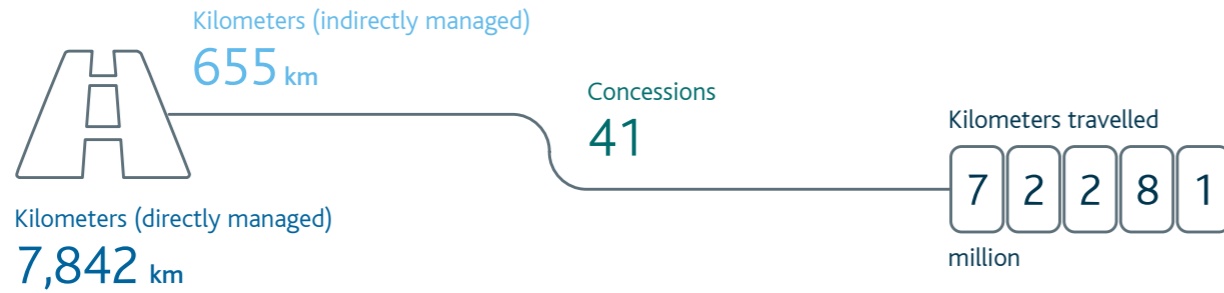 Kilometers (indirectly managed)
655 km
Kilometers (directly managed)
7,842 km
Concessions
41
Kilometers travelled
7 2 2 8 1
million